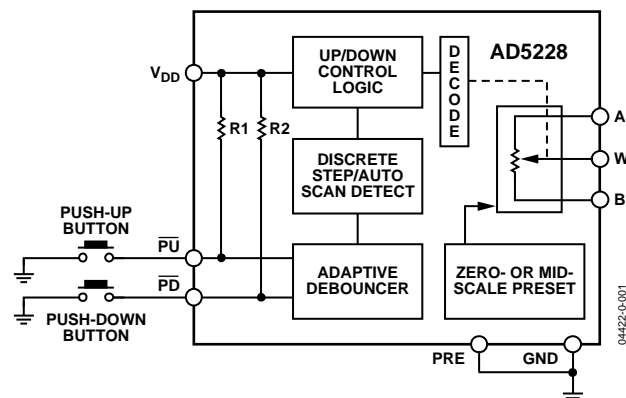 UP/DOWN
CONTROL
LOGIC
D
E
C
O
D
E
AD5228
VDD
R1
R2
A
W
B
DISCRETE
STEP/AUTO
SCAN DETECT
PUSH-UP
BUTTON
PU
PD
PUSH-DOWN
BUTTON
ADAPTIVE
DEBOUNCER
ZERO- OR MID-
SCALE PRESET
PRE
GND
04422-0-001